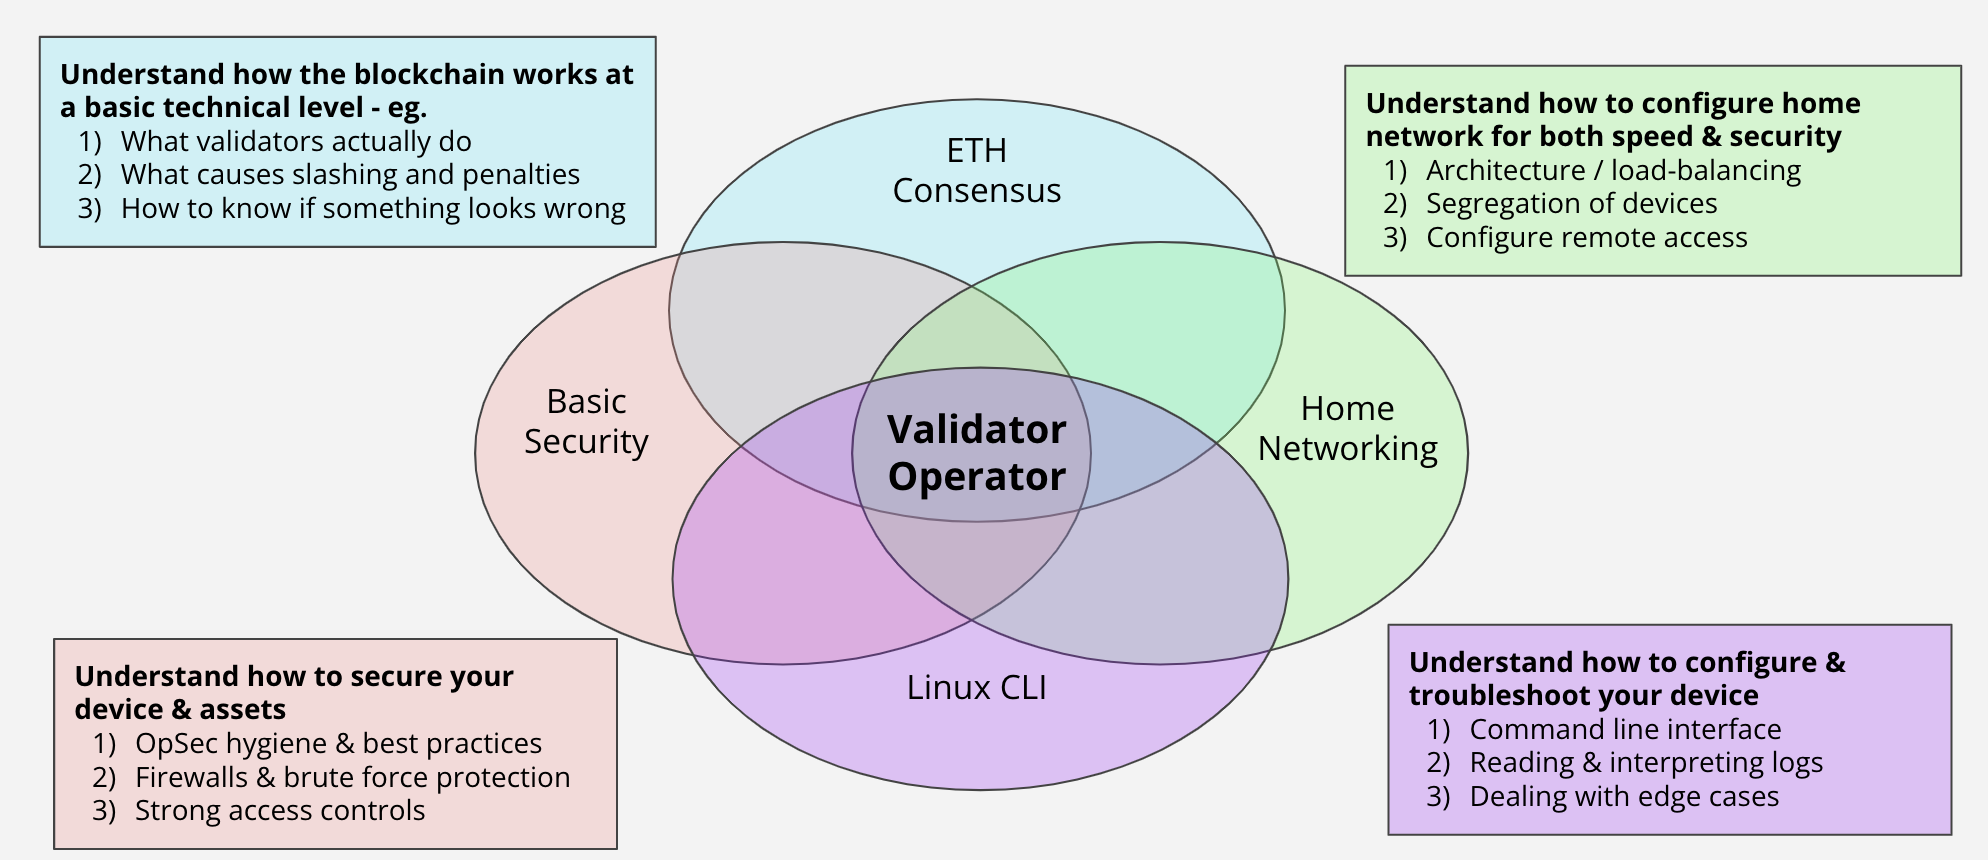 Understand how the blockchain works at
a basic technical level - eg.
1) What validators actually do
2) What causes slashing and penalties
3) How to know if something looks wrong
Understand how to configure home
network for both speed & security
1) Architecture / load-balancing
2) Segregation of devices
3) Configure remote access
ETH
Consensus
Basic
Security
Validator
Operator
Home
Networking
Linux CLI
Understand how to secure your
device & assets
1) OpSec hygiene & best practices
2) Firewalls & brute force protection
3) Strong access controls
Understand how to configure &
troubleshoot your device
1) Command line interface
2) Reading & interpreting logs
3) Dealing with edge cases